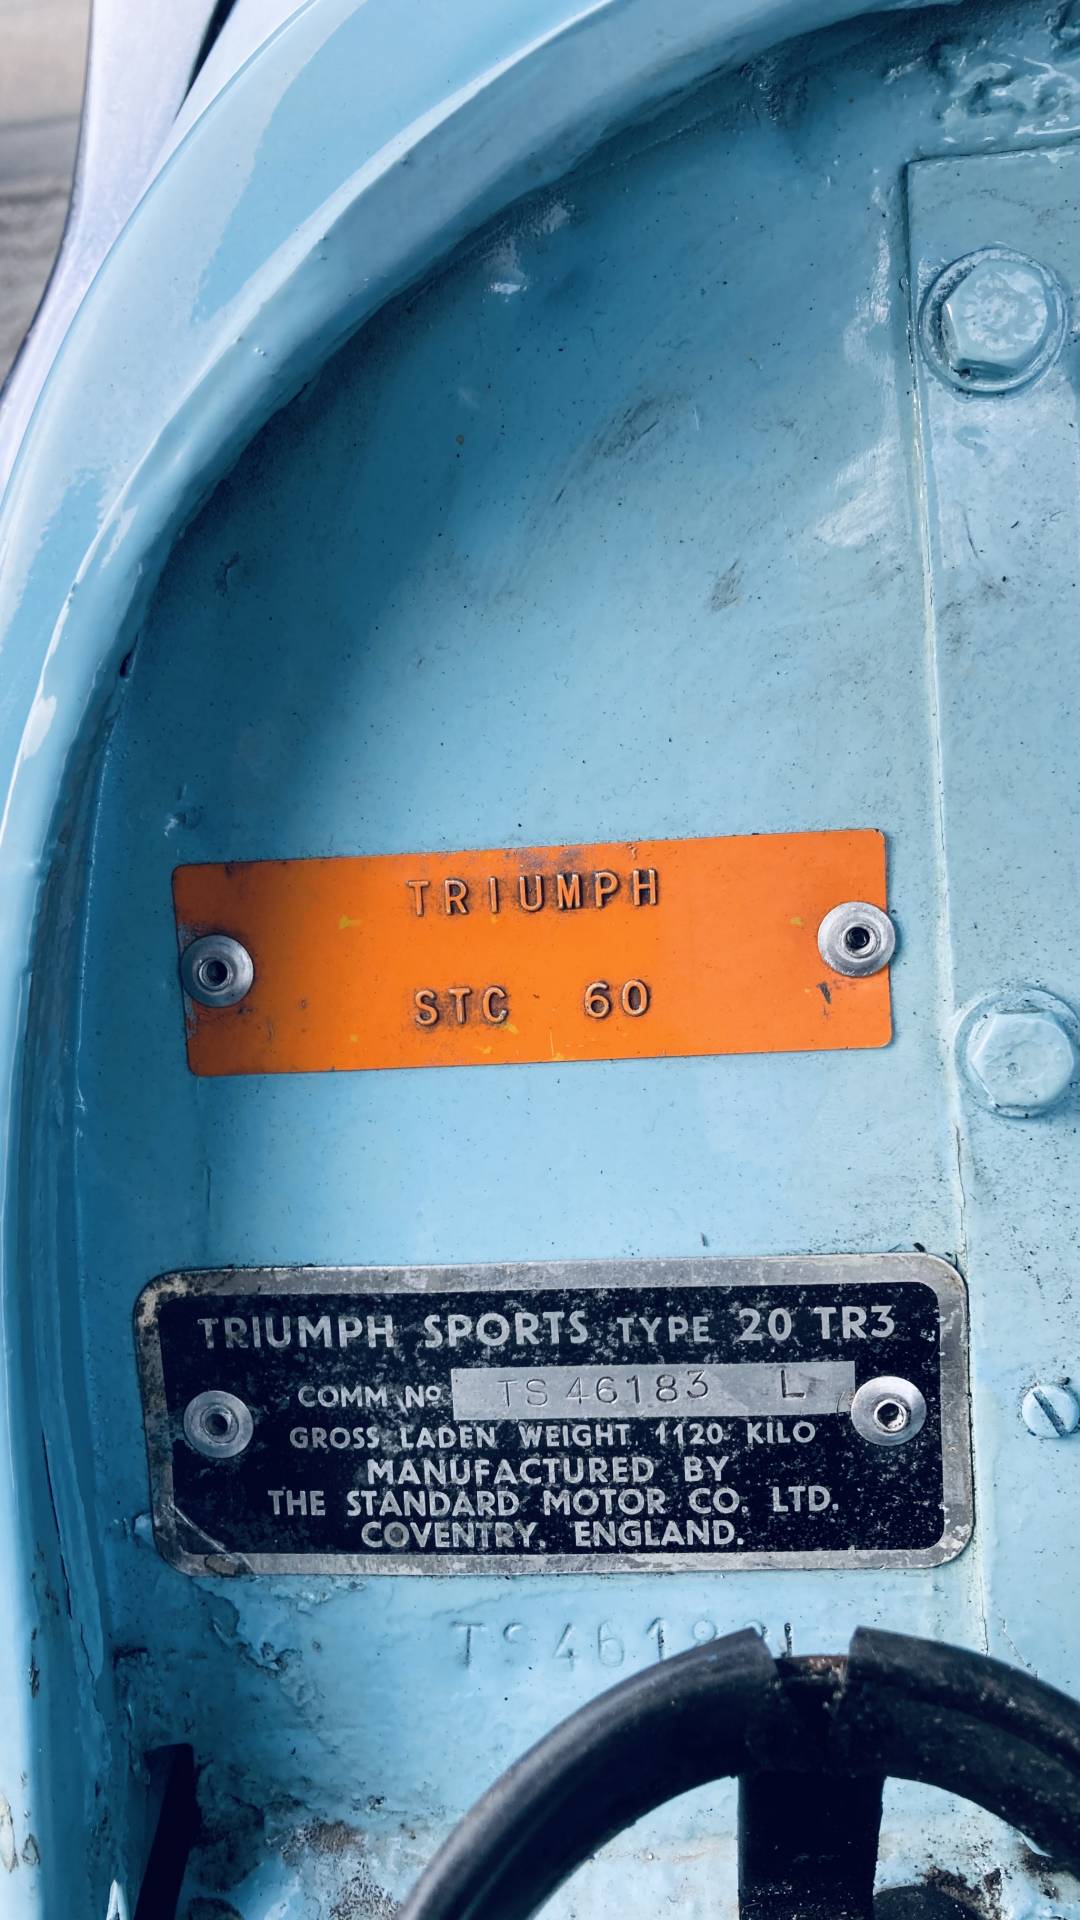 TRIUMPH
STC 60
TRIUMPH SPORTS TYPE 20 TR3
COMM. No TS 46183 L
GROSS LADEN WEIGHT 1120 KILO
MANUFACTURED BY
THE STANDARD MOTOR CO. LTD.
COVENTRY. ENGLAND.
TS46183L